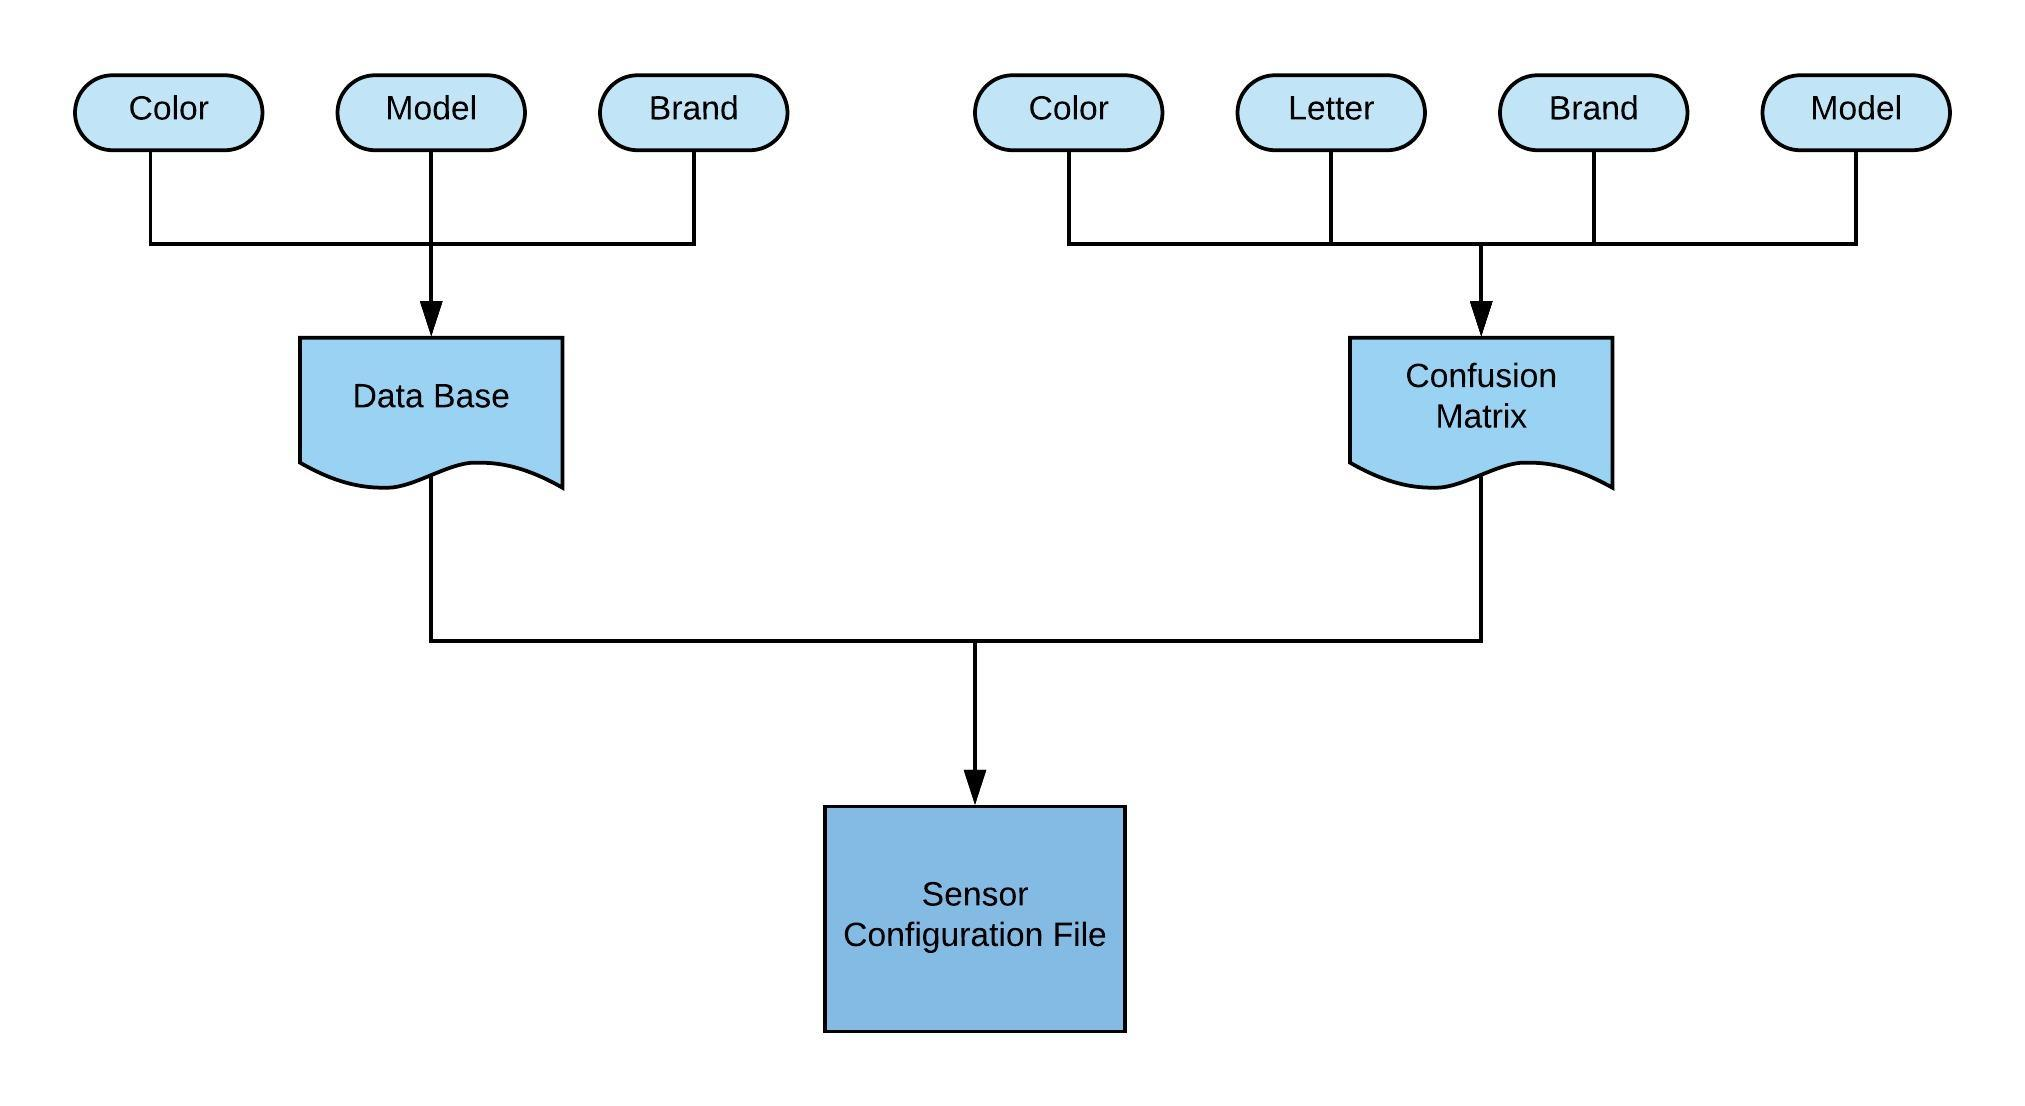 Color
Model
Brand
Color
Letter
Brand
Model
Data Base
Confusion
Matrix
Sensor
Configuration File